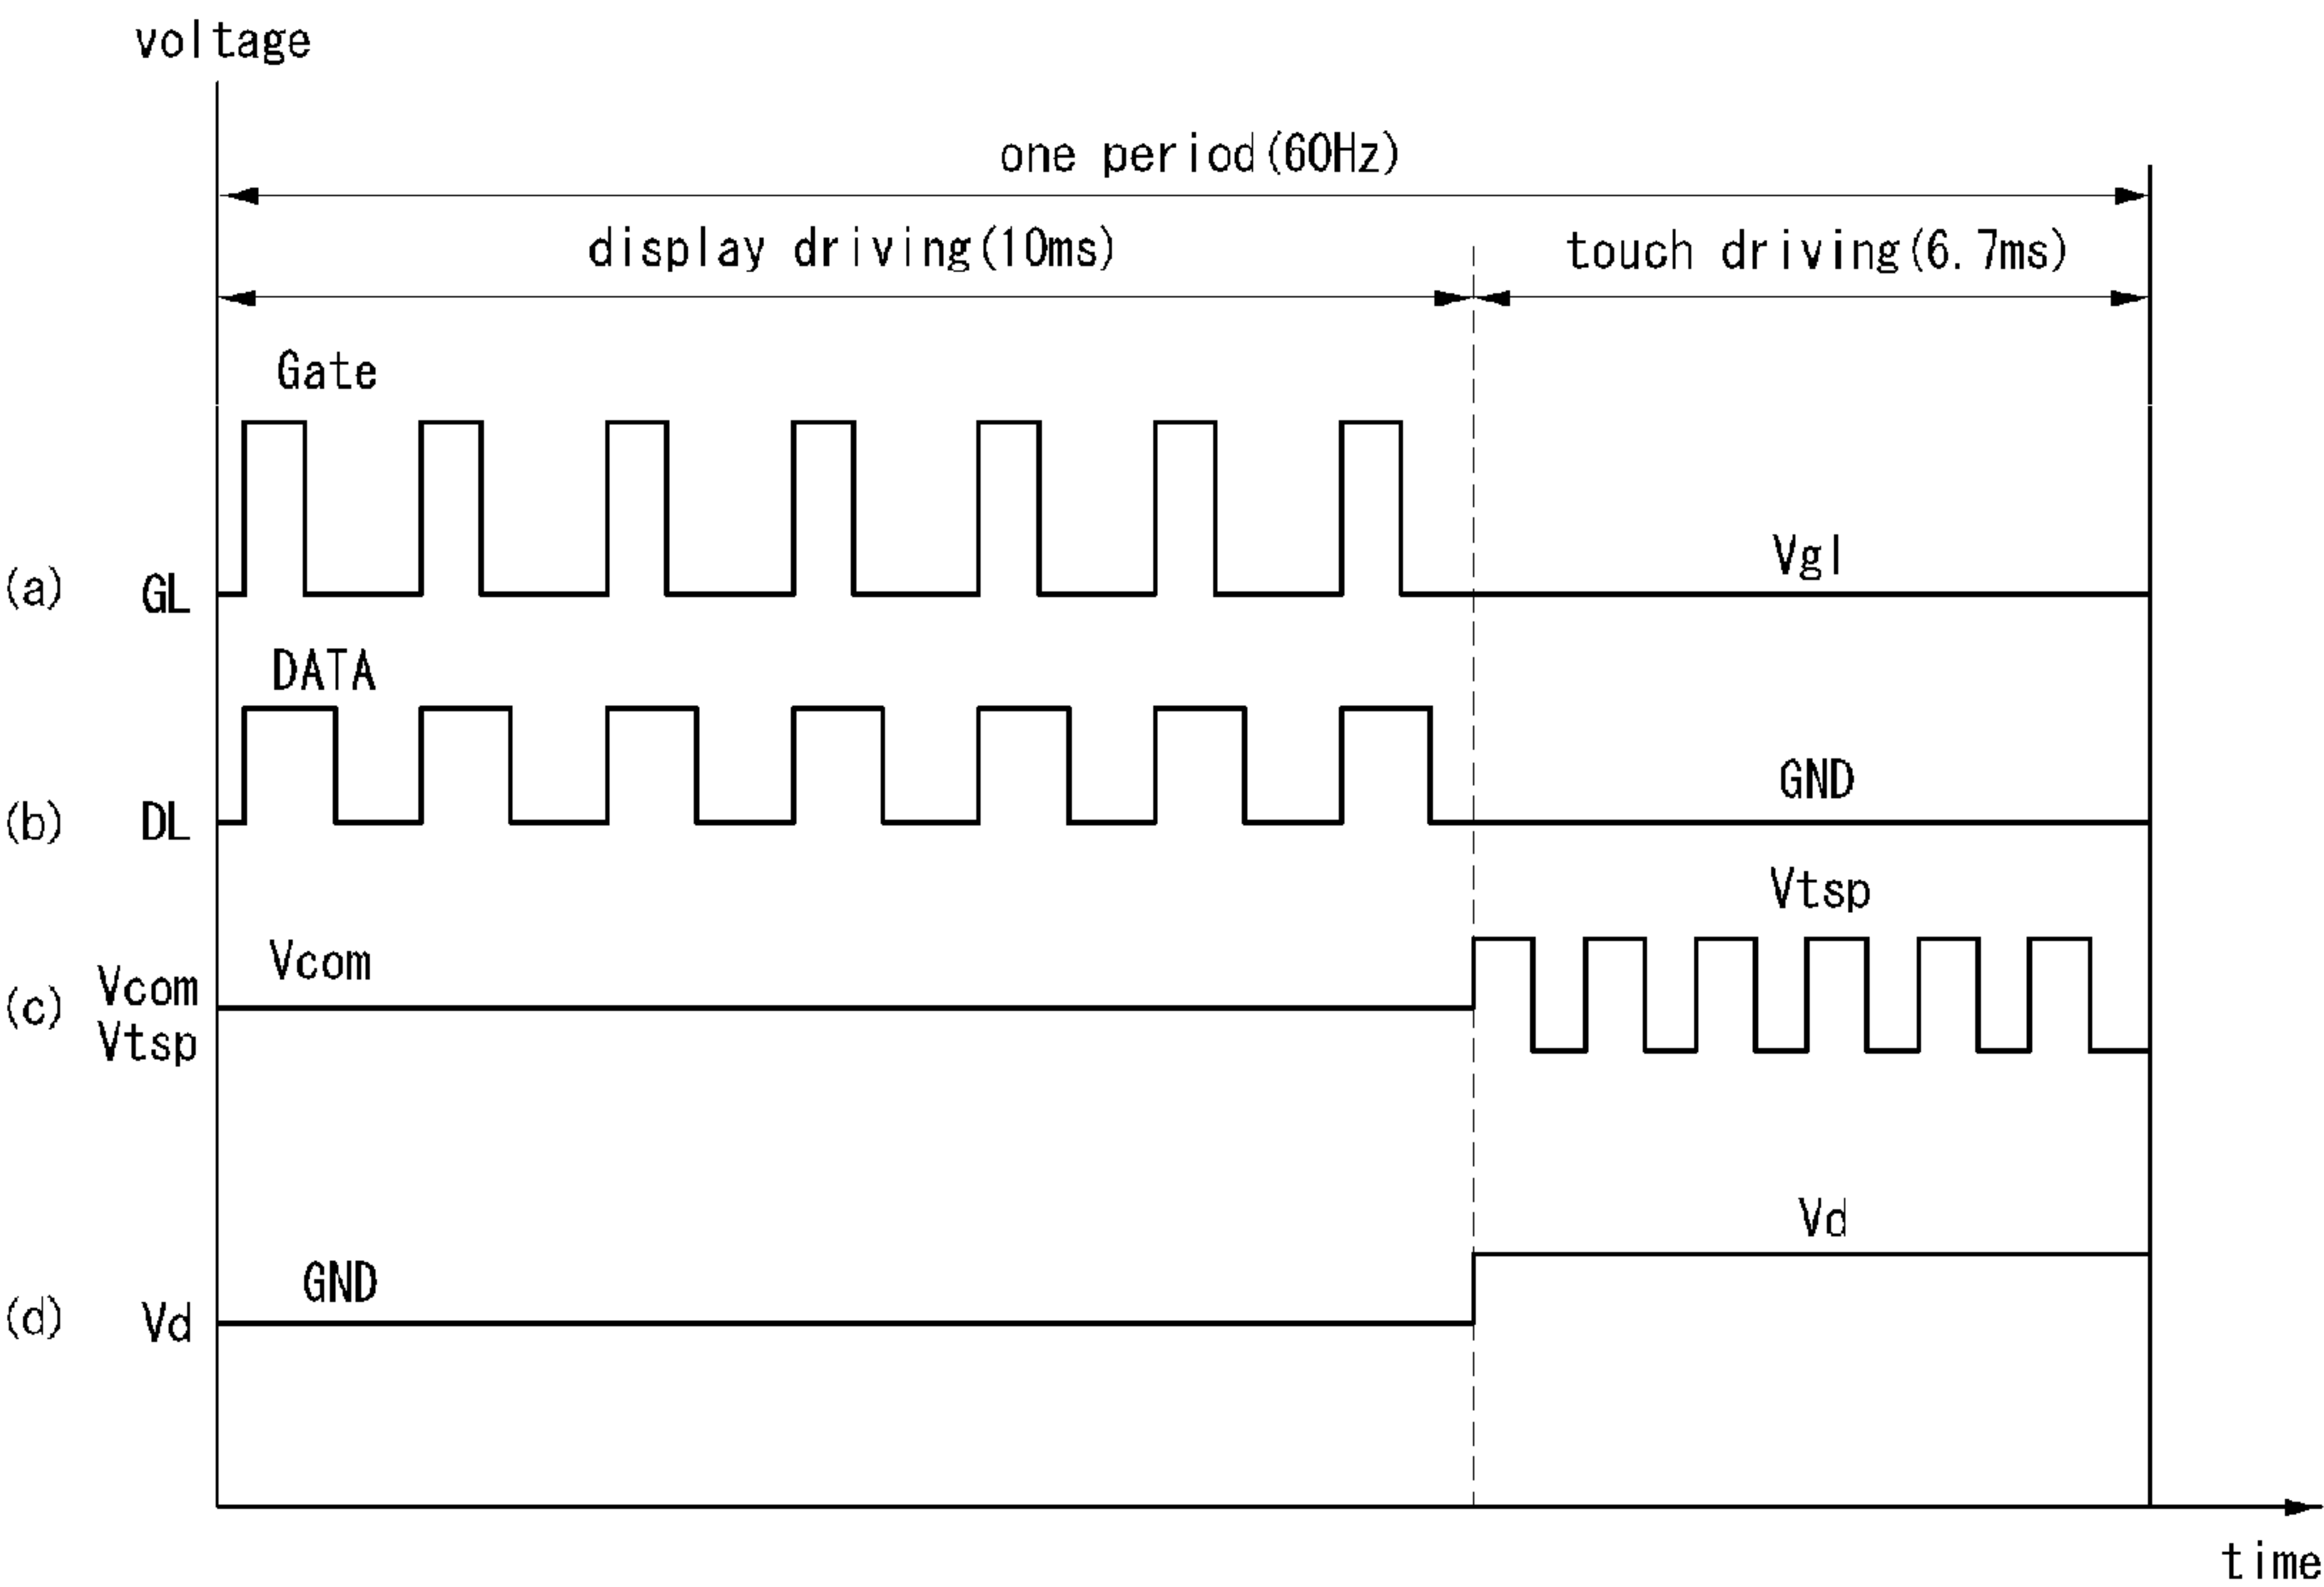 voltage
one period(60Hz)
display driving(10ms)
touch driving(6.7ms)
Gate
(a) GL
Vgl
DATA
(b) DL
GND
Vtsp
Vcom
(c) Vcom
Vtsp
Vd
GND
(d) Vd
time